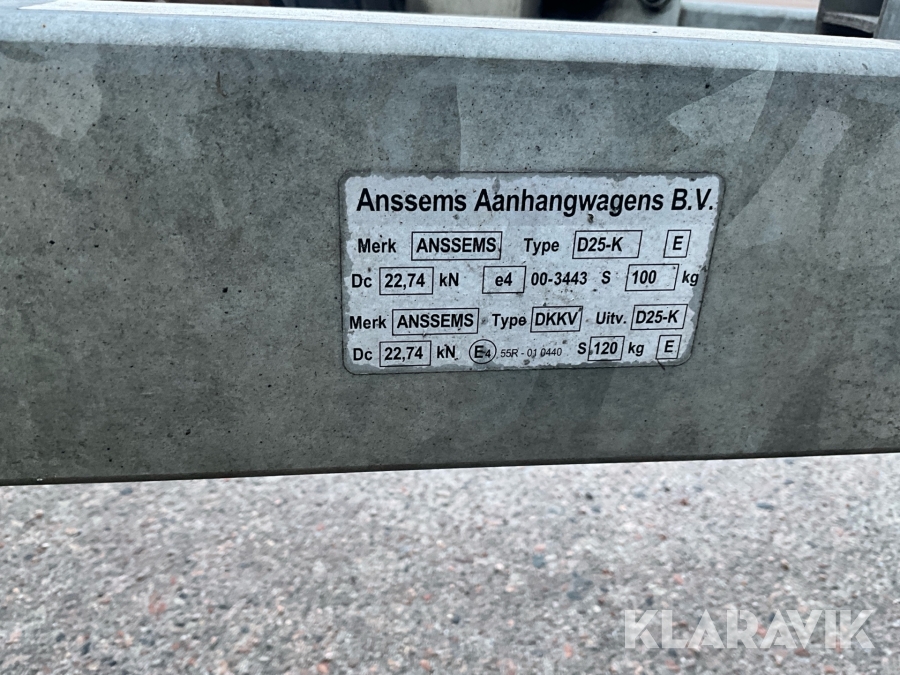 Anssems Aanhangwagens B.V.
Merk ANSSEMS Type D25-K E
Dc 22,74 kN e4 00-3443 S 100 kg
Merk ANSSEMS Type DKKV Uitv. D25-K
Dc 22,74 kN E4 55R - 01 0440 S 120 kg E
KLARAVIK